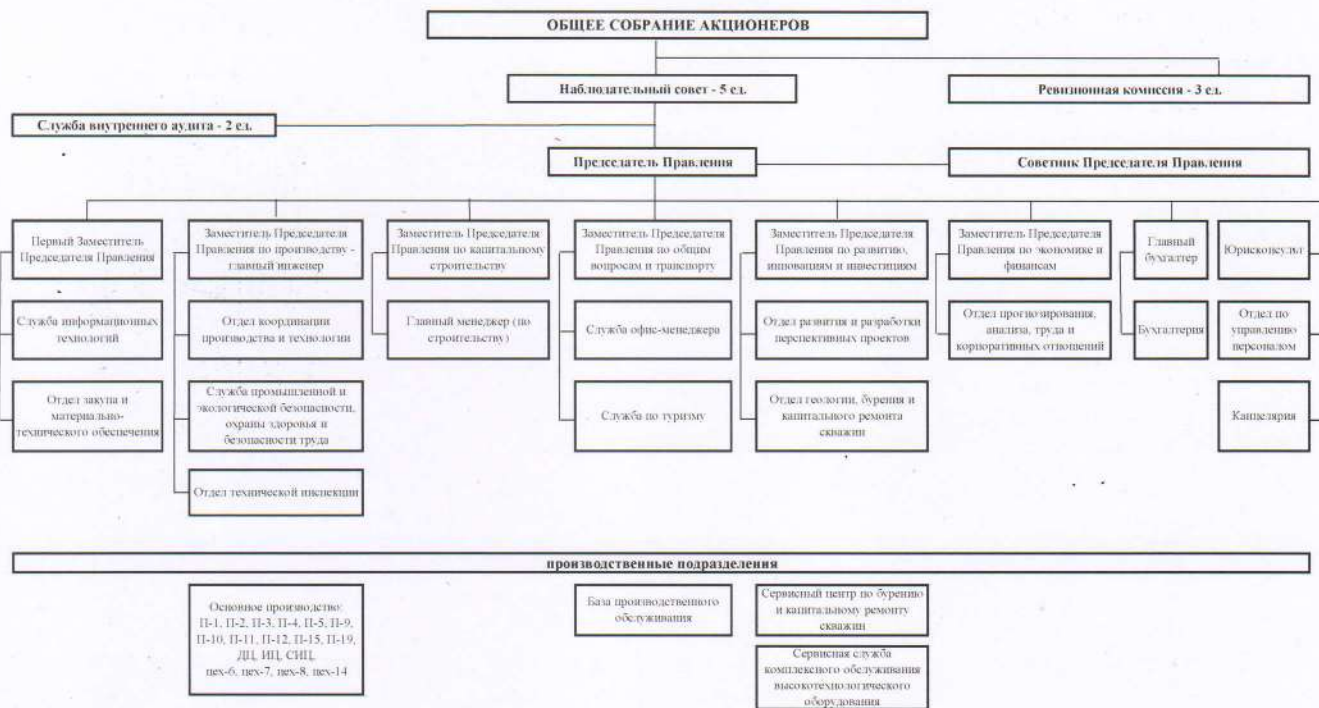 ОБЩЕЕ СОБРАНИЕ АКЦИОНЕРОВ
Наблюдательный совет - 5 ед.
Ревизионная комиссия - 3 ед.
Служба внутреннего аудита - 2 ед.
Председатель Правления
Советник Председателя Правления
Первый Заместитель
Председателя Правления
Заместитель Председателя
Правления по производству -
главный инженер
Заместитель Председателя
Правления по капитальному
строительству
Заместитель Председателя
Правления по общим
вопросам и транспорту
Заместитель Председателя
Правления по развитию,
инновациям и инвестициям
Заместитель Председателя
Правления по экономике и
финансам
Главный
бухгалтер
Юрисконсульт
Служба информационных
технологий
Отдел координации
производства и технологии
Главный менеджер (по
строительству)
Служба офис-менеджера
Отдел развития и разработки
перспективных проектов
Отдел прогнозирования,
анализа, труда и
корпоративных отношений
Бухгалтерия
Отдел по
управлению
персоналом
Отдел закупа и
материально-
технического обеспечения
Служба промышленной и
экологической безопасности,
охраны здоровья и
безопасности труда
Служба по туризму
Отдел геологии, бурения и
капитального ремонта
скважин
Канцелярия
Отдел технической инспекции
производственные подразделения
Основное производство:
П-1, П-2, П-3, П-4, П-5, П-9,
П-10, П-11, П-12, П-15, П-19,
ДЦ, ИЦ, СИЦ,
цех-6, цех-7, цех-8, цех-14
База производственного
обслуживания
Сервисный центр по бурению
и капитальному ремонту
скважин
Сервисная служба
комплексного обслуживания
высокотехнологического
оборудования